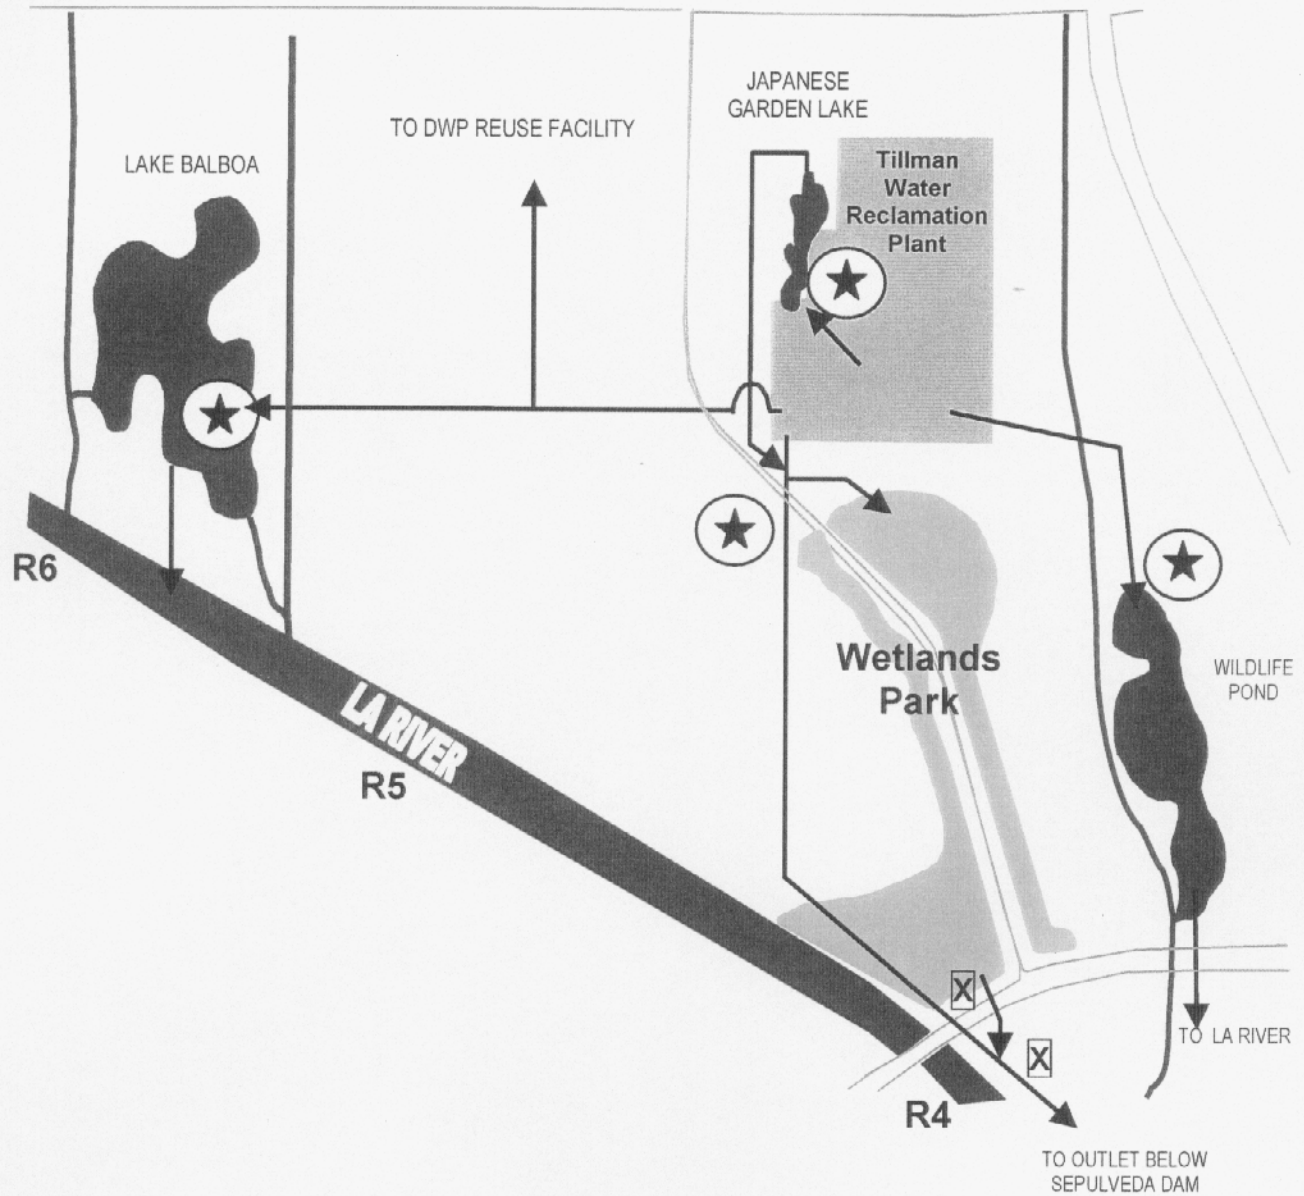 JAPANESE
GARDEN LAKE
TO DWP REUSE FACILITY
LAKE BALBOA
Tillman
Water
Reclamation
Plant
R6
Wetlands
Park
WILDLIFE
POND
LA RIVER
R5
X
TO LA RIVER
X
R4
TO OUTLET BELOW
SEPULVEDA DAM